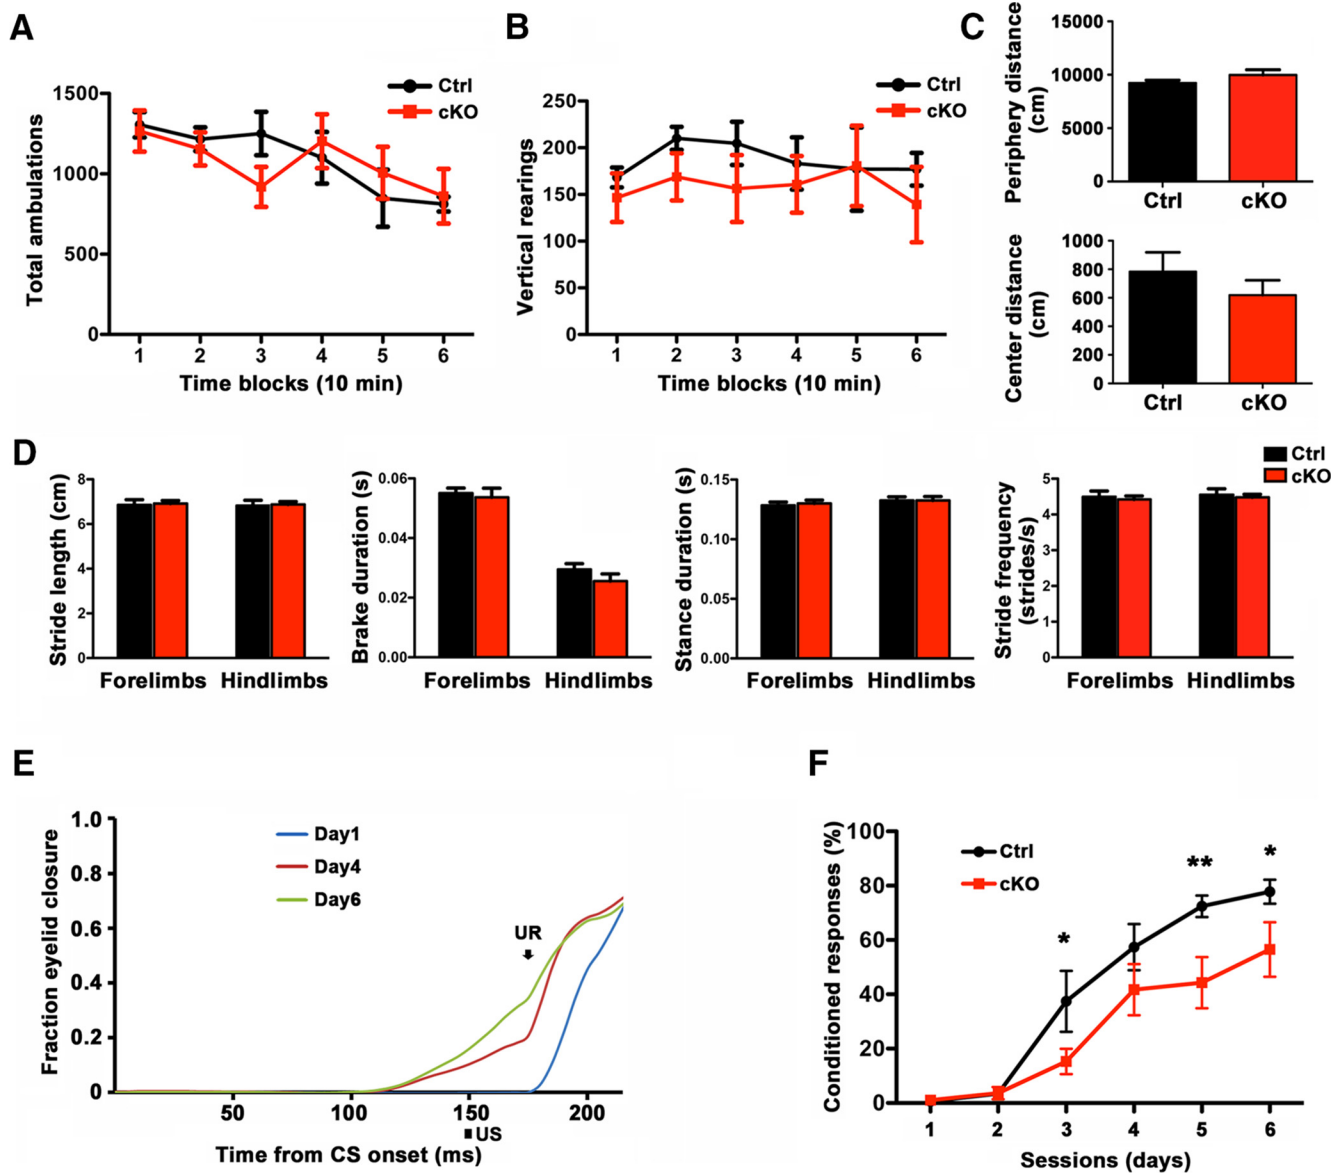 A
Ctrl
cKO
Total ambulations
1500
1000
500
0
1 2 3 4 5 6
Time blocks (10 min)
B
Ctrl
cKO
Vertical rearings
250
200
150
100
50
0
1 2 3 4 5 6
Time blocks (10 min)
C
Periphery distance
(cm)
15000
10000
5000
0
Ctrl cKO
Center distance
(cm)
1000
800
600
400
200
0
Ctrl cKO
D
Ctrl
cKO
Stride length (cm)
8
6
4
2
0
Forelimbs Hindlimbs
Brake duration (s)
0.06
0.04
0.02
0.00
Forelimbs Hindlimbs
Stance duration (s)
0.15
0.10
0.05
0.00
Forelimbs Hindlimbs
Stride frequency
(strides/s)
5
4
3
2
1
0
Forelimbs Hindlimbs
E
Fraction eyelid closure
1.0
0.8
0.6
0.4
0.2
0
Day1
Day4
Day6
UR
50 100 150 200
US
Time from CS onset (ms)
F
Conditioned responses (%)
100
80
60
40
20
0
Ctrl
cKO
*
**
*
1 2 3 4 5 6
Sessions (days)